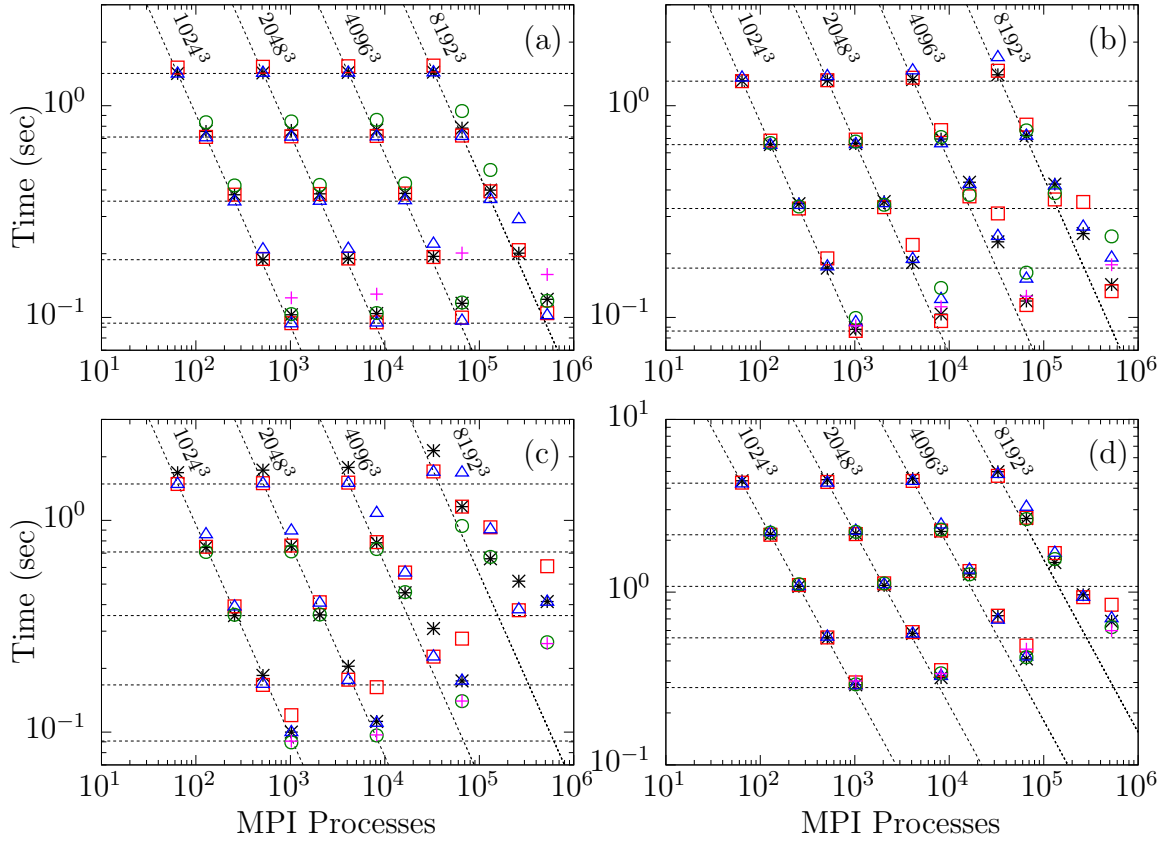 1024³ 2048³ 4096³ 8192³ (a)
10⁰
10⁻¹
Time (sec)
10¹ 10² 10³ 10⁴ 10⁵ 10⁶
1024³ 2048³ 4096³ 8192³ (b)
10⁰
10⁻¹
10¹ 10² 10³ 10⁴ 10⁵ 10⁶
1024³ 2048³ 4096³ 8192³ (c)
10⁰
10⁻¹
Time (sec)
10¹ 10² 10³ 10⁴ 10⁵ 10⁶
MPI Processes
10¹
1024³ 2048³ 4096³ 8192³ (d)
10⁰
10⁻¹
10¹ 10² 10³ 10⁴ 10⁵ 10⁶
MPI Processes